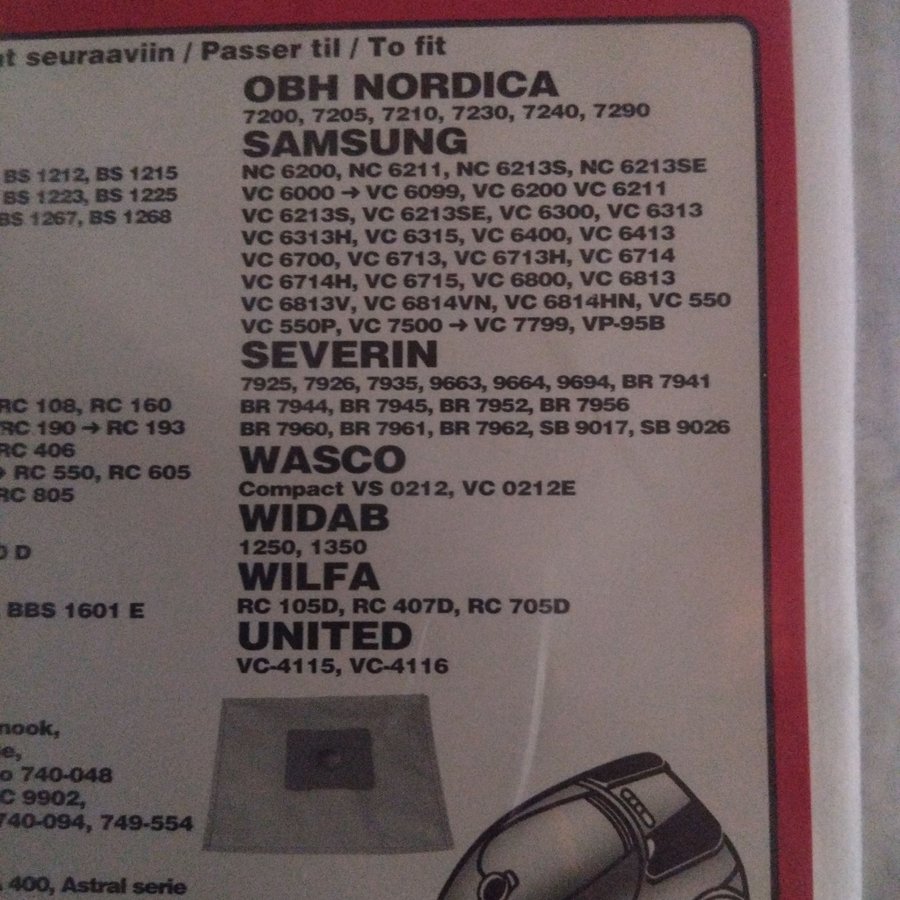 seuraaviin / Passer til / To fit
BS 1212, BS 1215
BS 1223, BS 1225
BS 1267, BS 1268
RC 108, RC 160
RC 190 → RC 193
RC 406
→ RC 550, RC 605
RC 805
D
BBS 1601 E
740-048
9902,
740-094, 749-554
400, Astral serie
OBH NORDICA
7200, 7205, 7210, 7230, 7240, 7290
SAMSUNG
NC 6200, NC 6211, NC 6213S, NC 6213SE
VC 6000 → VC 6099, VC 6200 VC 6211
VC 6213S, VC 6213SE, VC 6300, VC 6313
VC 6313H, VC 6315, VC 6400, VC 6413
VC 6700, VC 6713, VC 6713H, VC 6714
VC 6714H, VC 6715, VC 6800, VC 6813
VC 6813V, VC 6814VN, VC 6814HN, VC 550
VC 550P, VC 7500 → VC 7799, VP-95B
SEVERIN
7925, 7926, 7935, 9663, 9664, 9694, BR 7941
BR 7944, BR 7945, BR 7952, BR 7956
BR 7960, BR 7961, BR 7962, SB 9017, SB 9026
WASCO
Compact VS 0212, VC 0212E
WIDAB
1250, 1350
WILFA
RC 105D, RC 407D, RC 705D
UNITED
VC-4115, VC-4116